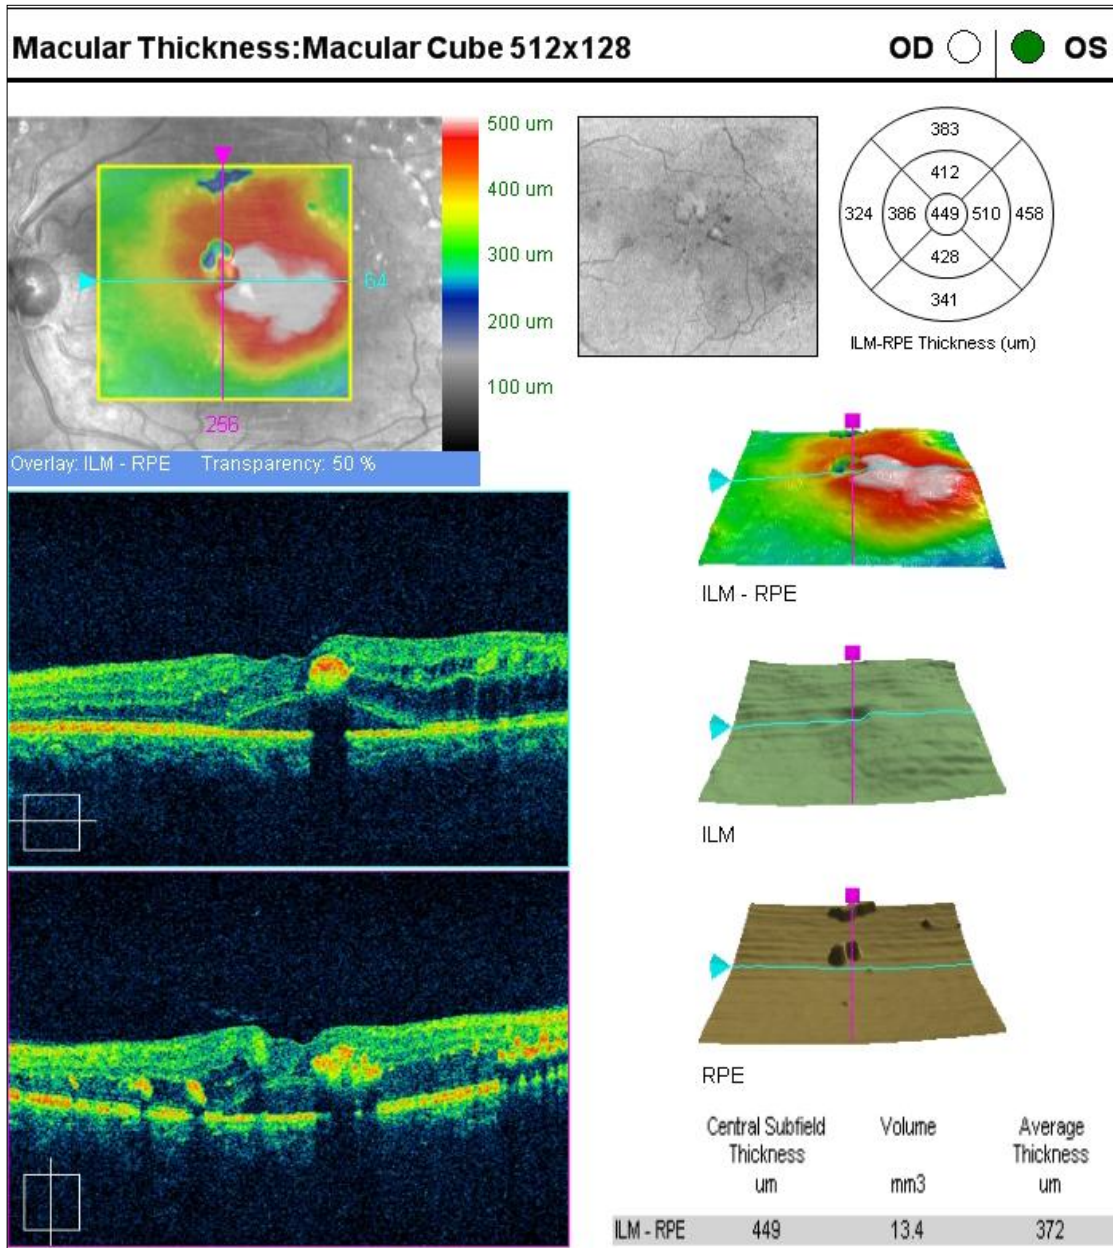 Macular Thickness:Macular Cube 512x128
OD OS
500 um
400 um
300 um
200 um
100 um
64
256
Overlay: ILM - RPE Transparency: 50 %
383
412
324 386 449 510 458
428
341
ILM-RPE Thickness (um)
ILM - RPE
ILM
RPE
Central Subfield Thickness um
Volume mm3
Average Thickness um
ILM - RPE 449 13.4 372